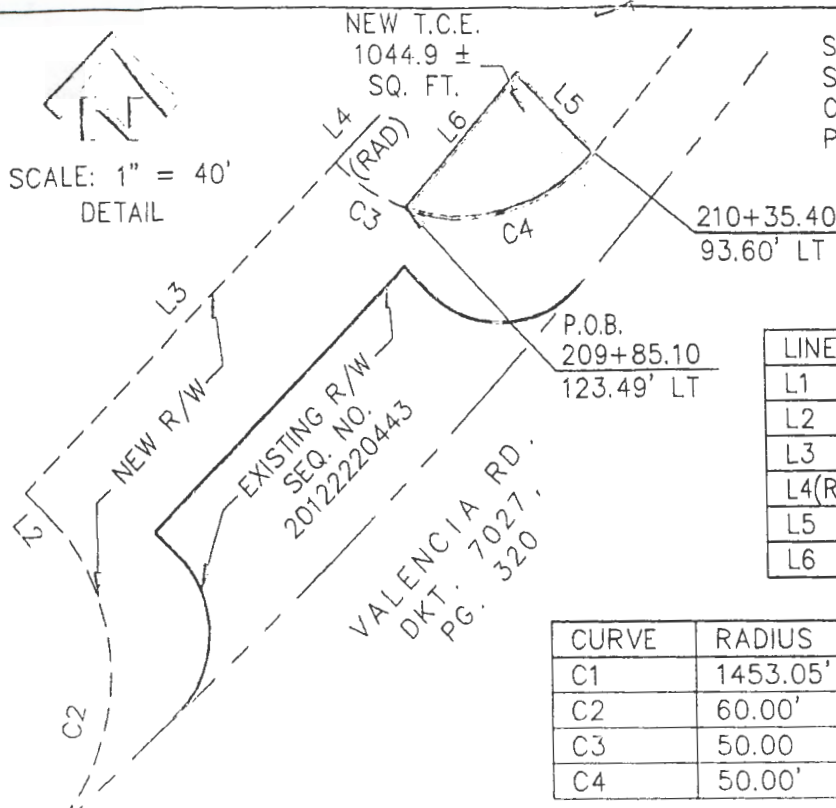 NEW T.C.E.
1044.9 ±
SQ. FT.
N
SCALE: 1" = 40'
DETAIL
L4
(RAD)
L6
L5
C3
C4
S
S
C
P
210+35.40
93.60' LT
L3
P.O.B.
209+85.10
123.49' LT
NEW R/W
EXISTING R/W
SEQ. NO.
20122220443
L2
VALENCIA RD.
DKT. 7027,
PG. 320
C2
LINE
L1
L2
L3
L4(R
L5
L6
CURVE RADIUS
C1 1453.05'
C2 60.00'
C3 50.00
C4 50.00'